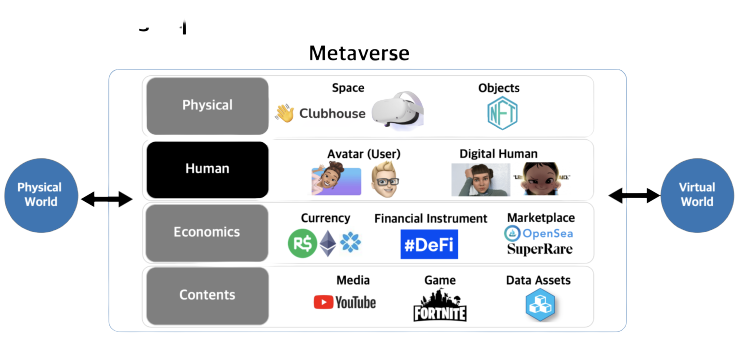 Metaverse
Physical
Space
Clubhouse
Objects
NFT
Human
Avatar (User)
Digital Human
Physical
World
Virtual
World
Economics
Currency
R$
Financial Instrument
#DeFi
Marketplace
OpenSea
SuperRare
Contents
Media
YouTube
Game
FORTNITE
Data Assets